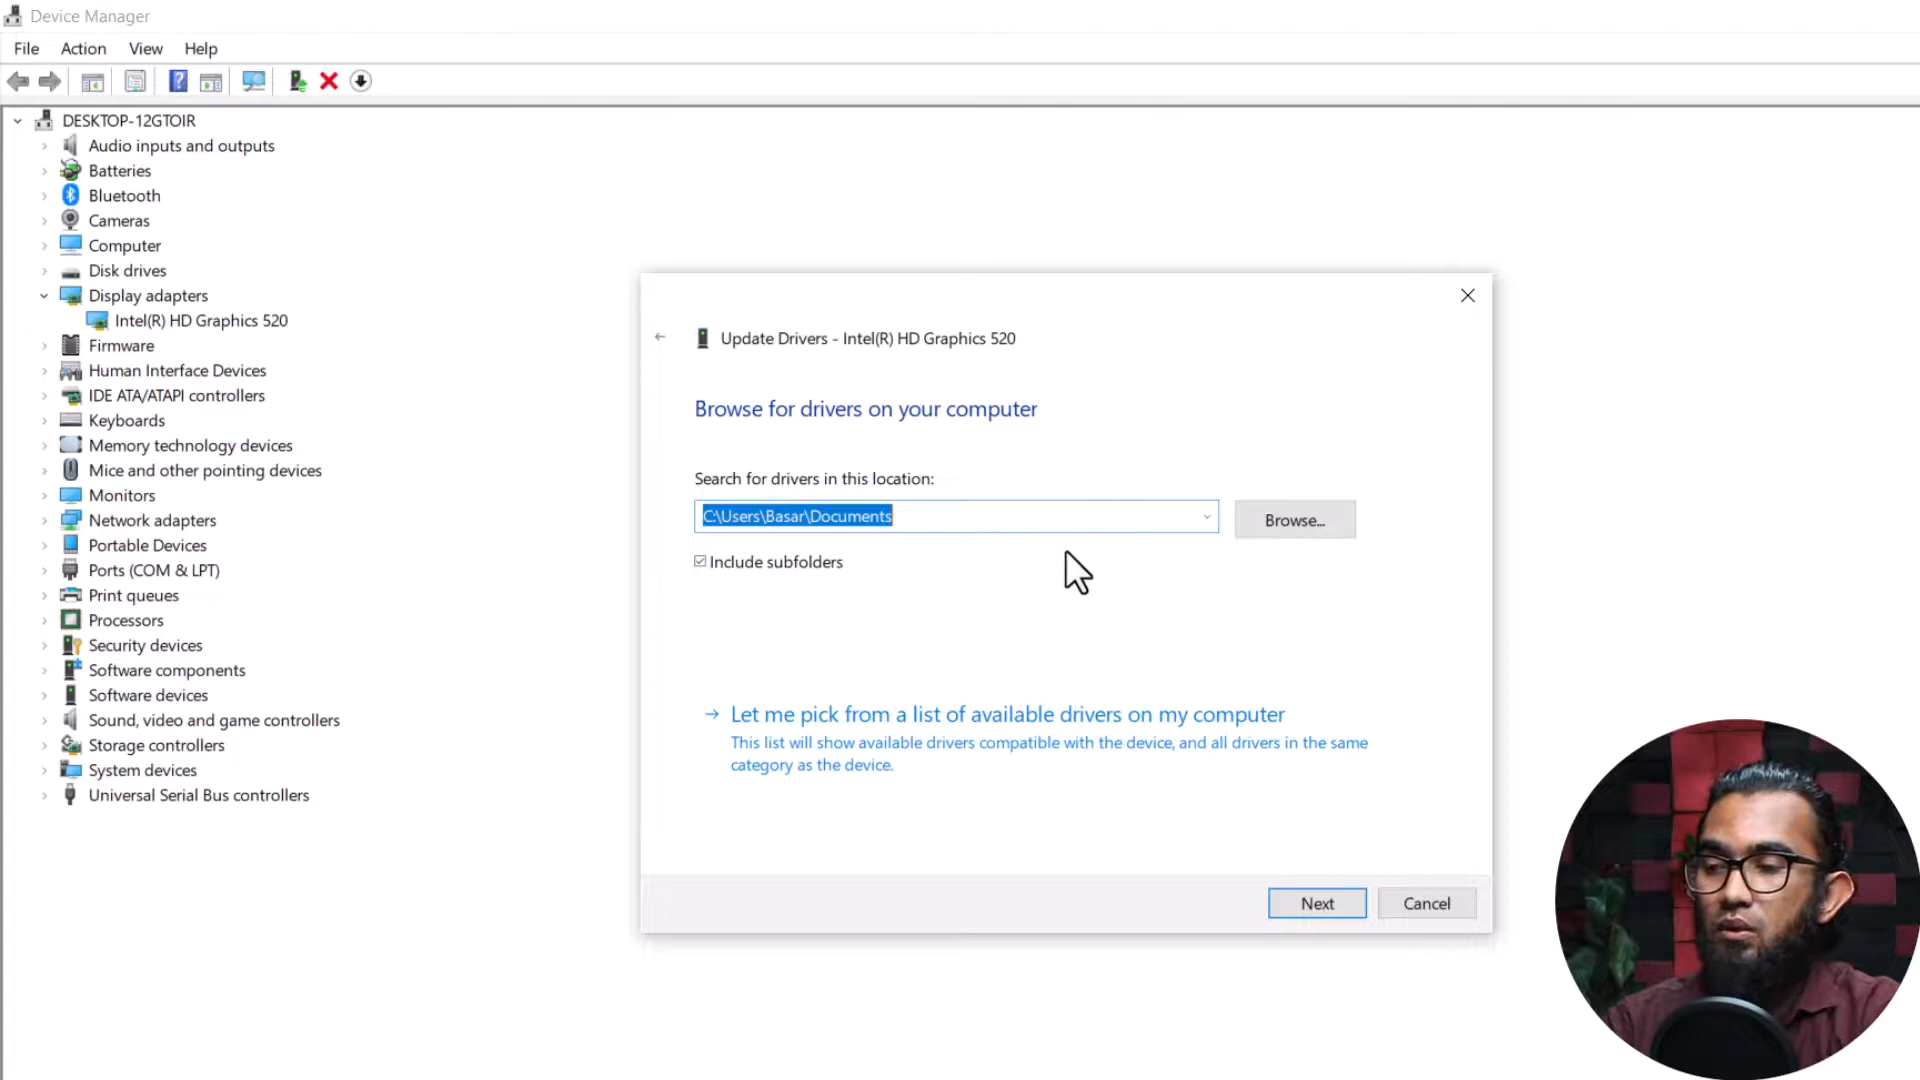 Device Manager
File Action View Help
DESKTOP-12GTOIR
Audio inputs and outputs
Batteries
Bluetooth
Cameras
Computer
Disk drives
Display adapters
Intel(R) HD Graphics 520
Firmware
Human Interface Devices
IDE ATA/ATAPI controllers
Keyboards
Memory technology devices
Mice and other pointing devices
Monitors
Network adapters
Portable Devices
Ports (COM & LPT)
Print queues
Processors
Security devices
Software components
Software devices
Sound, video and game controllers
Storage controllers
System devices
Universal Serial Bus controllers
Update Drivers - Intel(R) HD Graphics 520
Browse for drivers on your computer
Search for drivers in this location:
C:\Users\Basar\Documents
Browse...
Include subfolders
Let me pick from a list of available drivers on my computer
This list will show available drivers compatible with the device, and all drivers in the same
category as the device.
Next Cancel